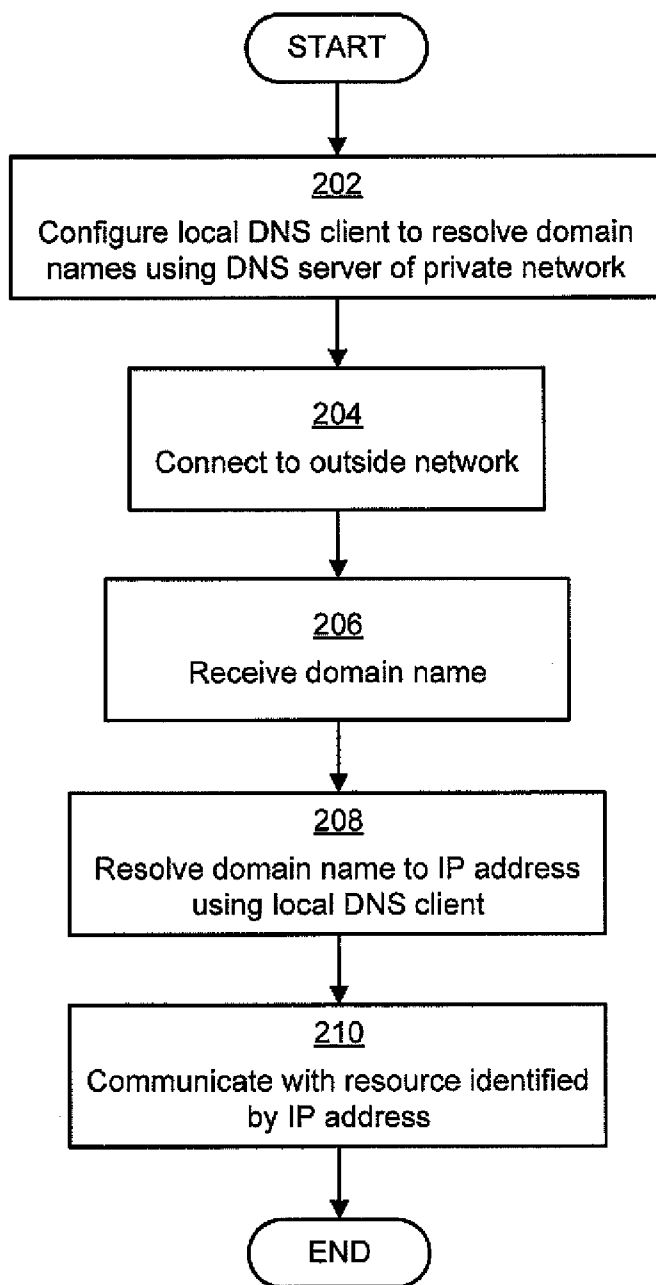 START
202
Configure local DNS client to resolve domain
names using DNS server of private network
204
Connect to outside network
206
Receive domain name
208
Resolve domain name to IP address
using local DNS client
210
Communicate with resource identified
by IP address
END